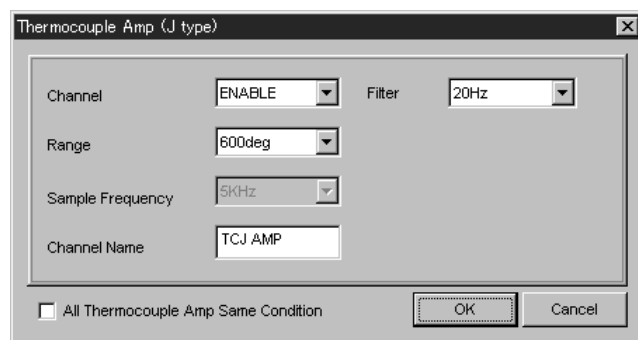 Thermocouple Amp (J type)
Channel ENABLE Filter 20Hz
Range 600deg
Sample Frequency 5KHz
Channel Name TCJ AMP
All Thermocouple Amp Same Condition OK Cancel